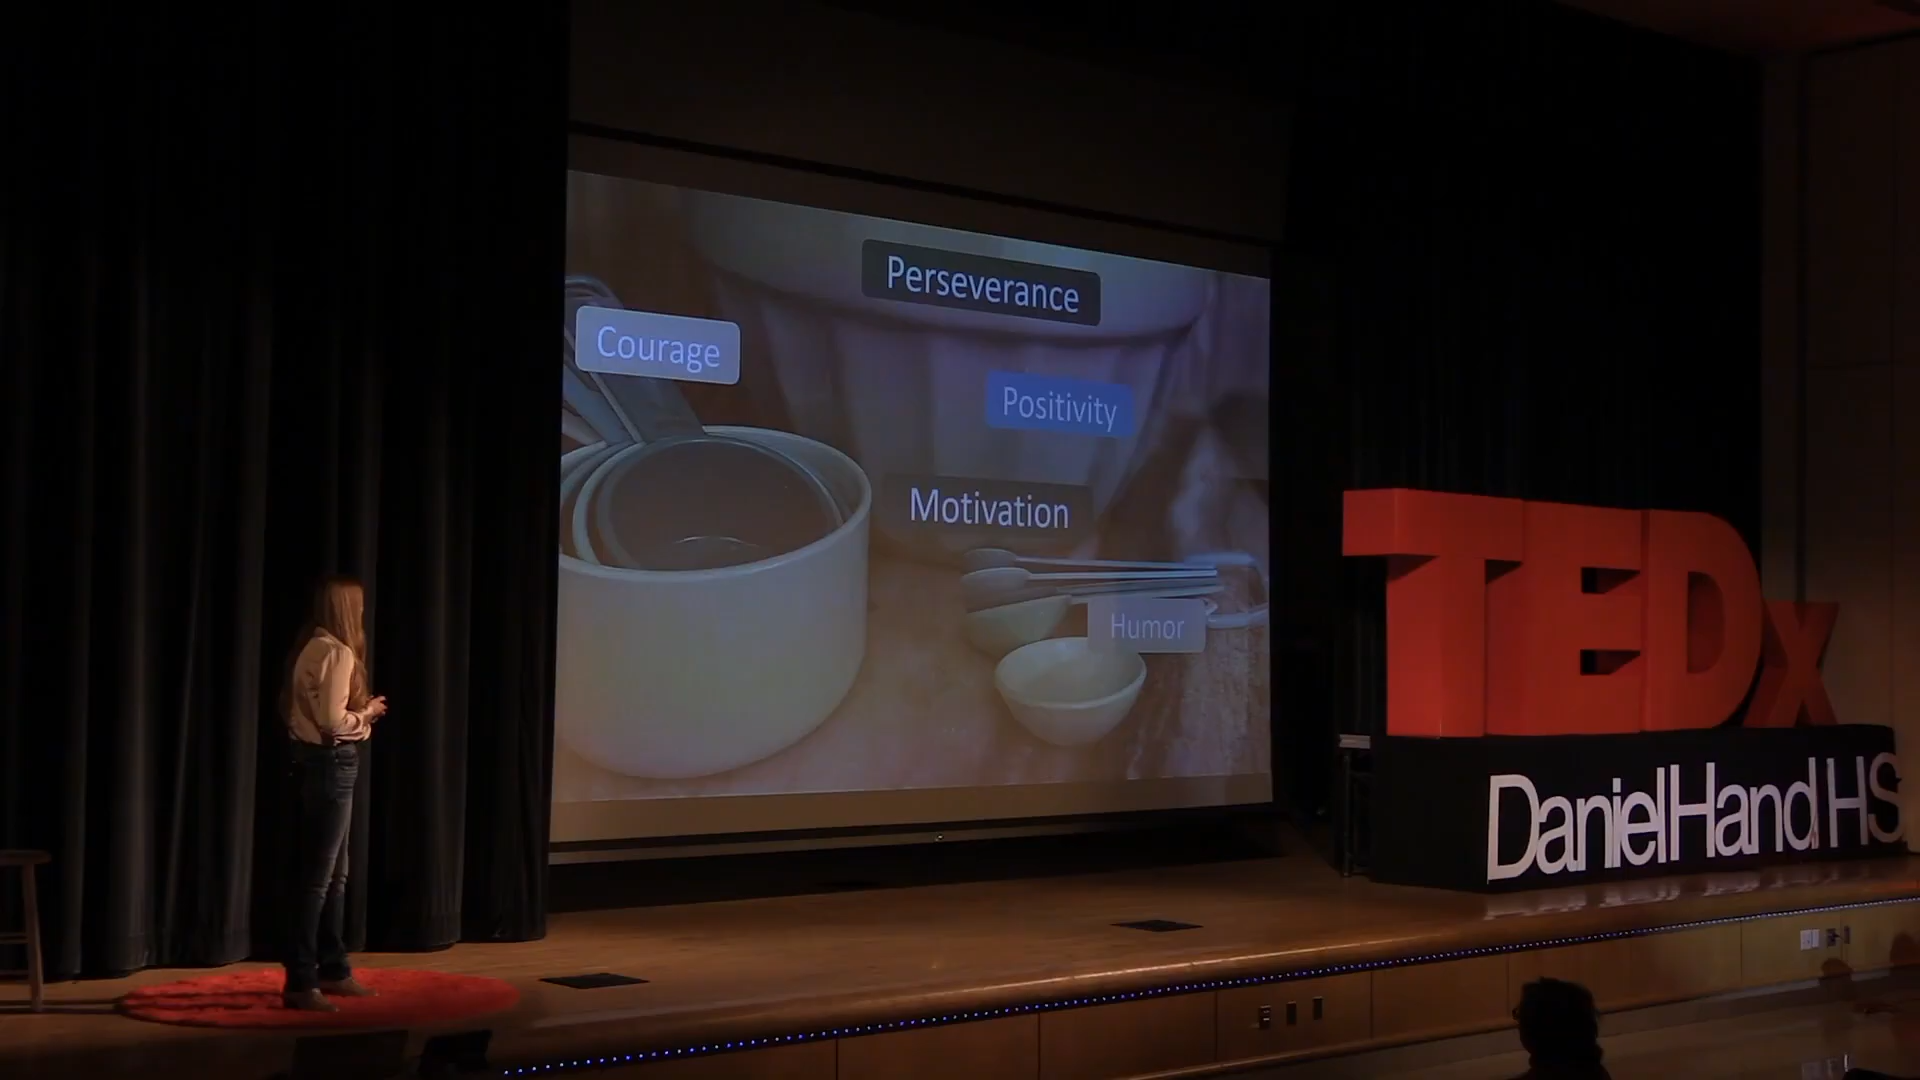 Perseverance
Courage
Positivity
Motivation
Humor
TEDx
DanielHand HS